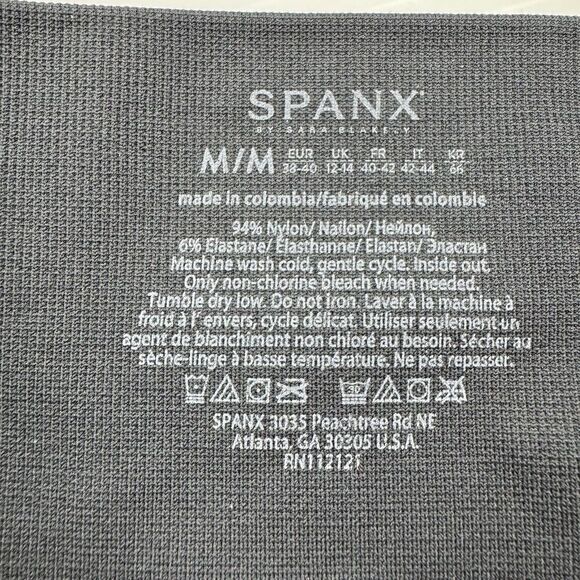 SPANX
BY SARA BLAKELY
M/M EUR 38-40 UK 12-14 FR 40-42 IT 42-44 KR 66
made in colombia/fabriqué en colombie
94% Nylon/ Naílon/ Нейлон,
6% Elastane/ Élasthanne/ Elastan/ Эластан
Machine wash cold, gentle cycle. Inside out.
Only non-chlorine bleach when needed.
Tumble dry low. Do not iron. Laver à la machine à
froid à l'envers, cycle délicat. Utiliser seulement un
agent de blanchiment non chloré au besoin. Sécher au
sèche-linge à basse température. Ne pas repasser.
30
SPANX 3035 Peachtree Rd NE
Atlanta, GA 30305 U.S.A.
RN112121